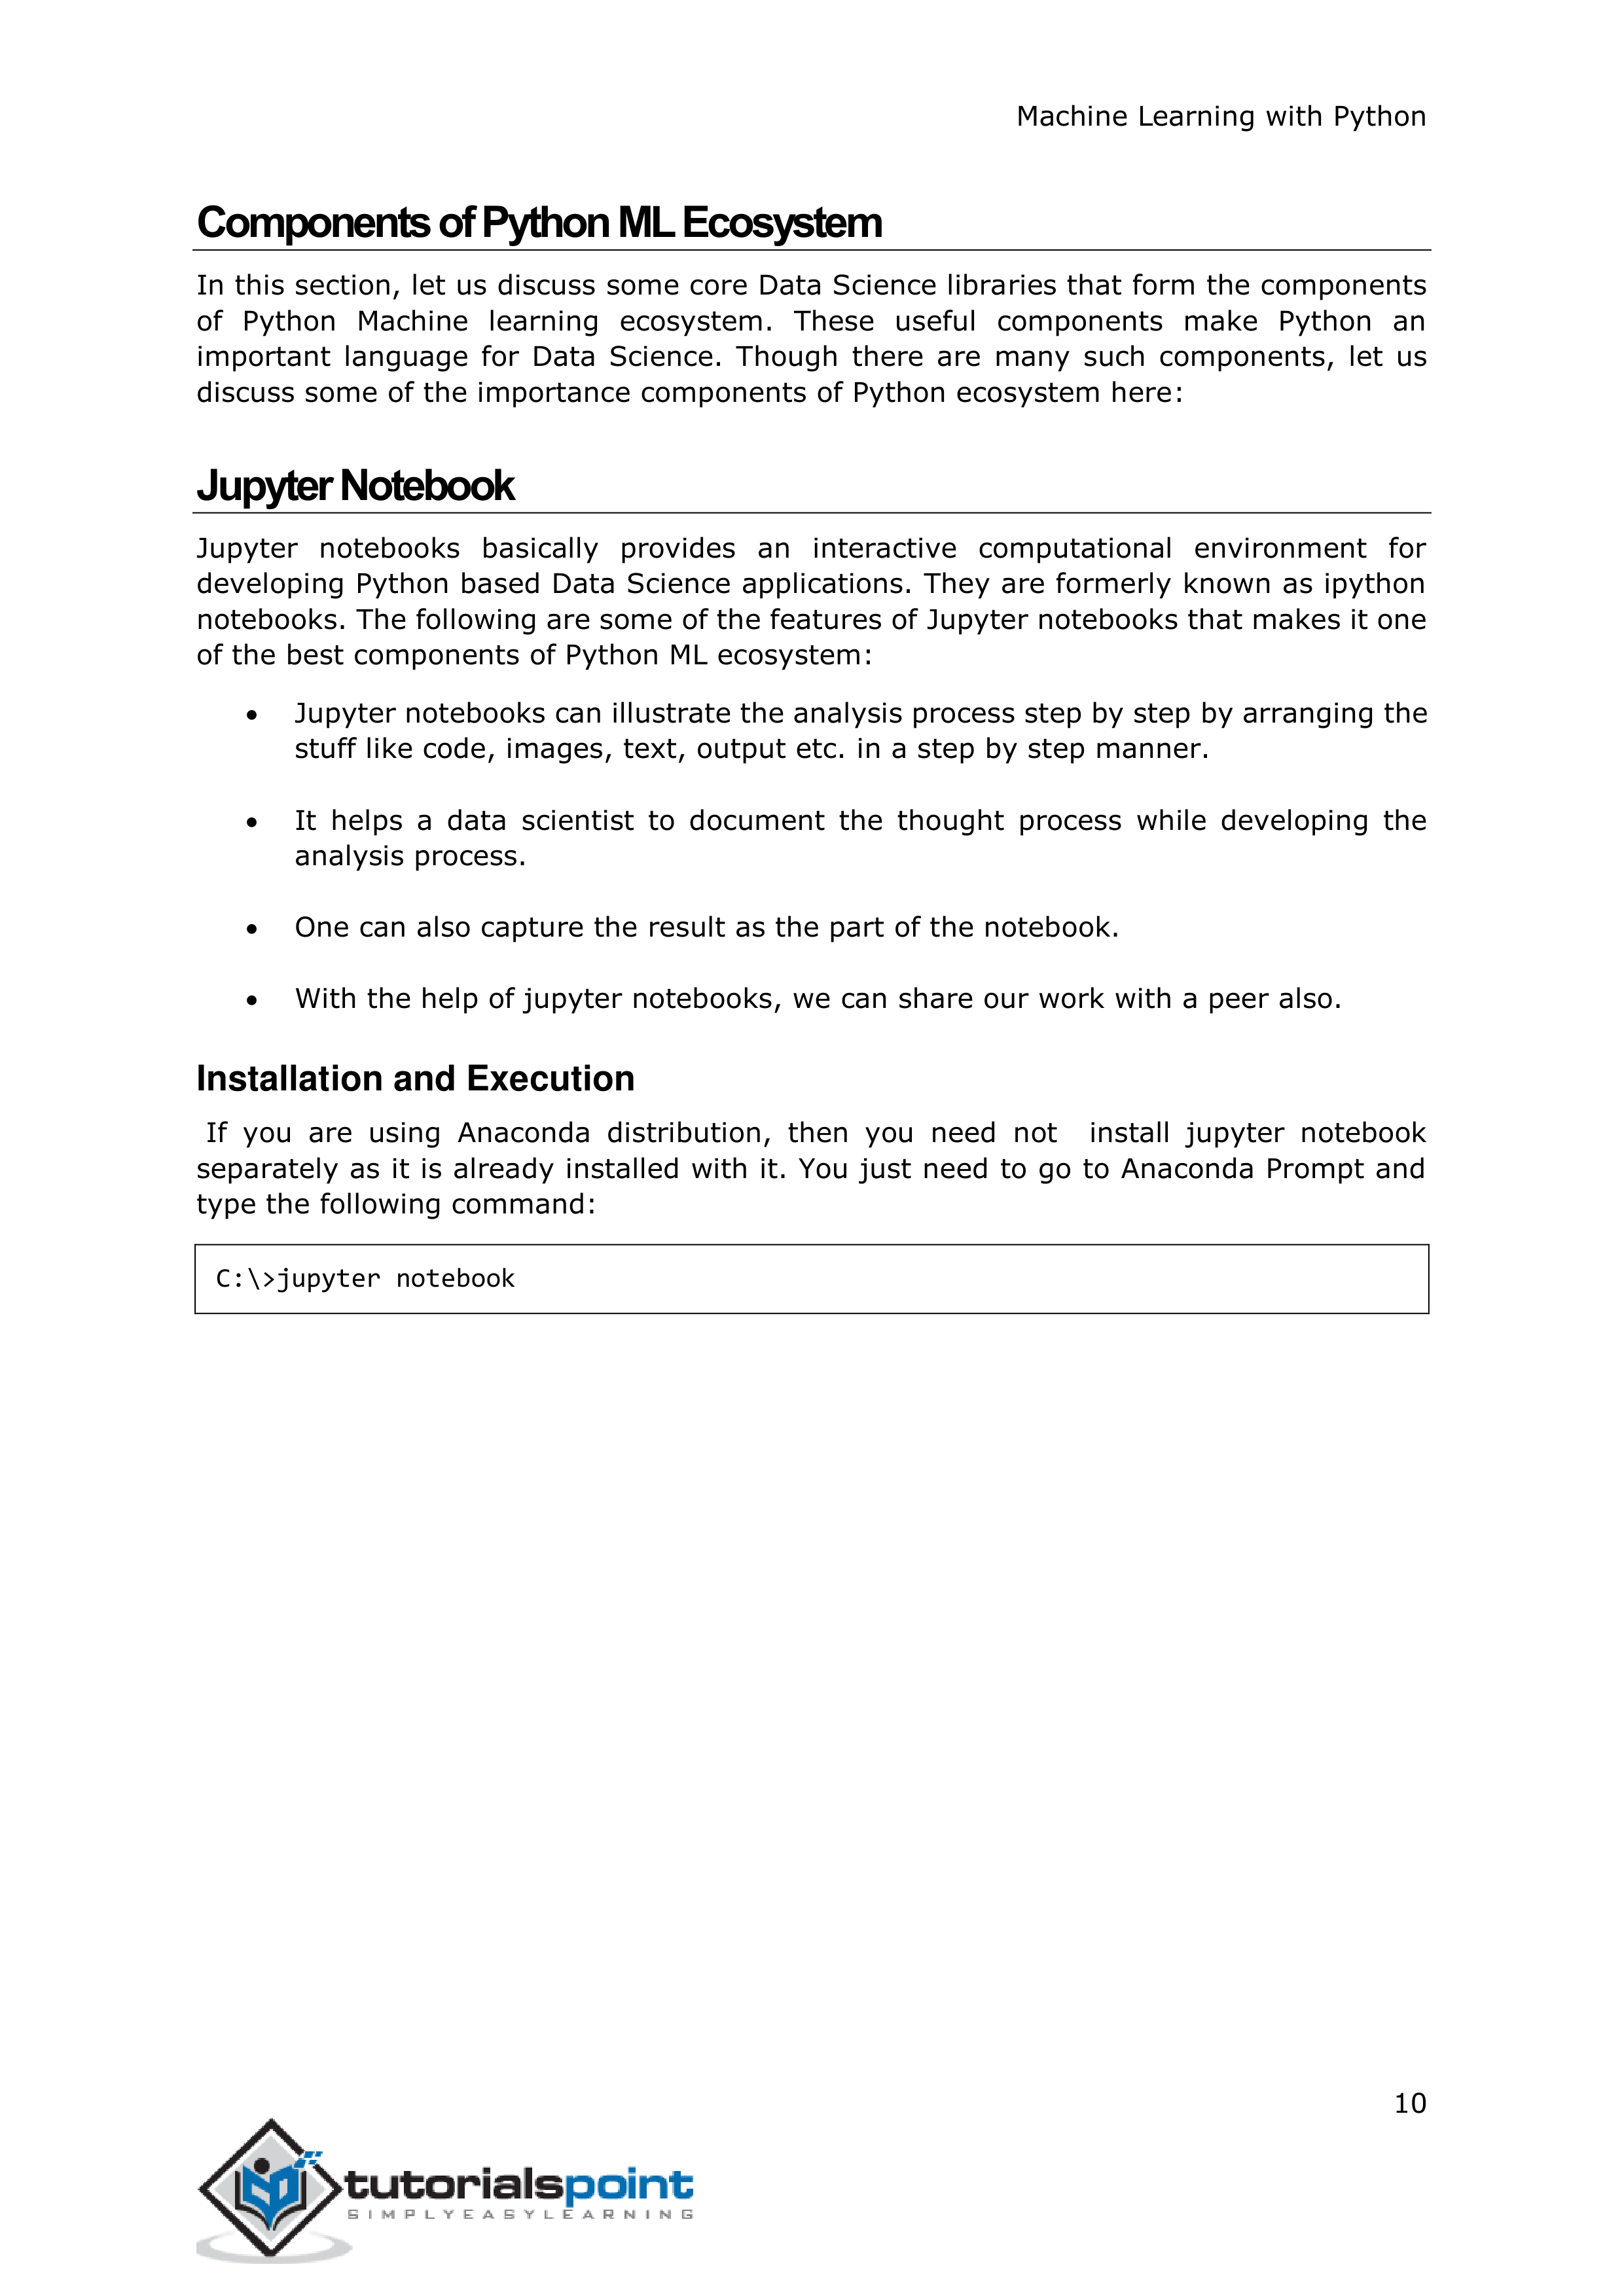 Machine Learning with Python
Components of Python ML Ecosystem
In this section, let us discuss some core Data Science libraries that form the components
of Python Machine learning ecosystem. These useful components make Python an
important language for Data Science. Though there are many such components, let us
discuss some of the importance components of Python ecosystem here:
Jupyter Notebook
Jupyter notebooks basically provides an interactive computational environment for
developing Python based Data Science applications. They are formerly known as ipython
notebooks. The following are some of the features of Jupyter notebooks that makes it one
of the best components of Python ML ecosystem:
• Jupyter notebooks can illustrate the analysis process step by step by arranging the
stuff like code, images, text, output etc. in a step by step manner.
• It helps a data scientist to document the thought process while developing the
analysis process.
• One can also capture the result as the part of the notebook.
• With the help of jupyter notebooks, we can share our work with a peer also.
Installation and Execution
If you are using Anaconda distribution, then you need not install jupyter notebook
separately as it is already installed with it. You just need to go to Anaconda Prompt and
type the following command:
C:\>jupyter notebook
10
tutorialspoint
SIMPLYEASYLEARNING